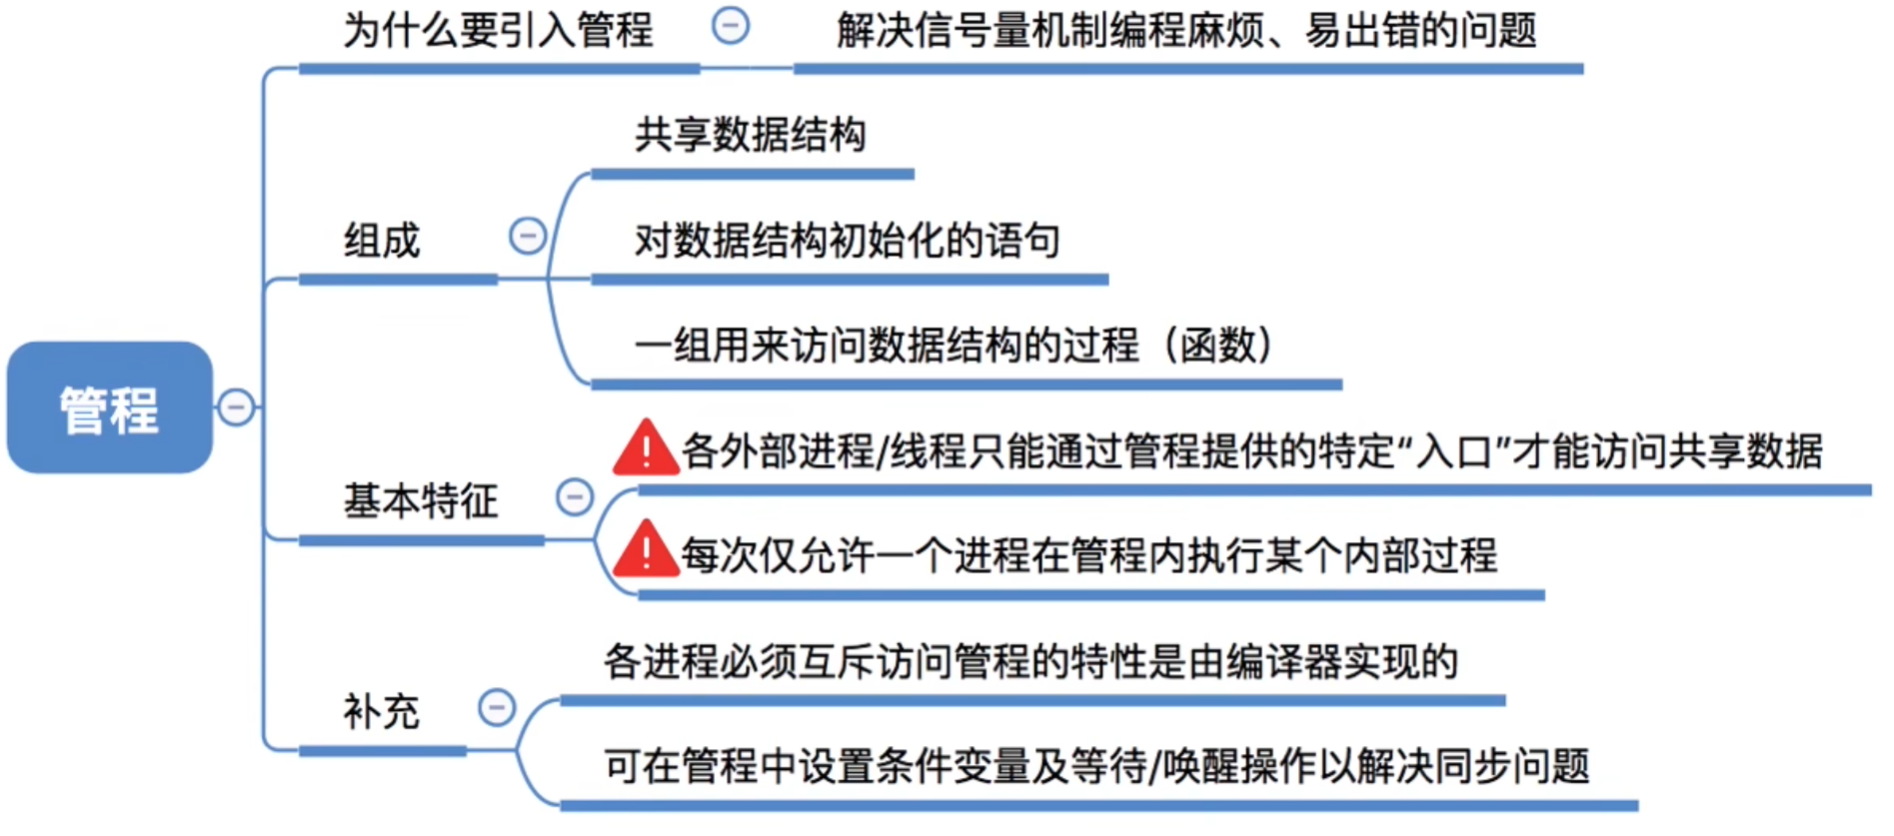 为什么要引入管程
解决信号量机制编程麻烦、易出错的问题
共享数据结构
组成
对数据结构初始化的语句
一组用来访问数据结构的过程（函数）
管程
各外部进程/线程只能通过管程提供的特定“入口”才能访问共享数据
基本特征
每次仅允许一个进程在管程内执行某个内部过程
各进程必须互斥访问管程的特性是由编译器实现的
补充
可在管程中设置条件变量及等待/唤醒操作以解决同步问题